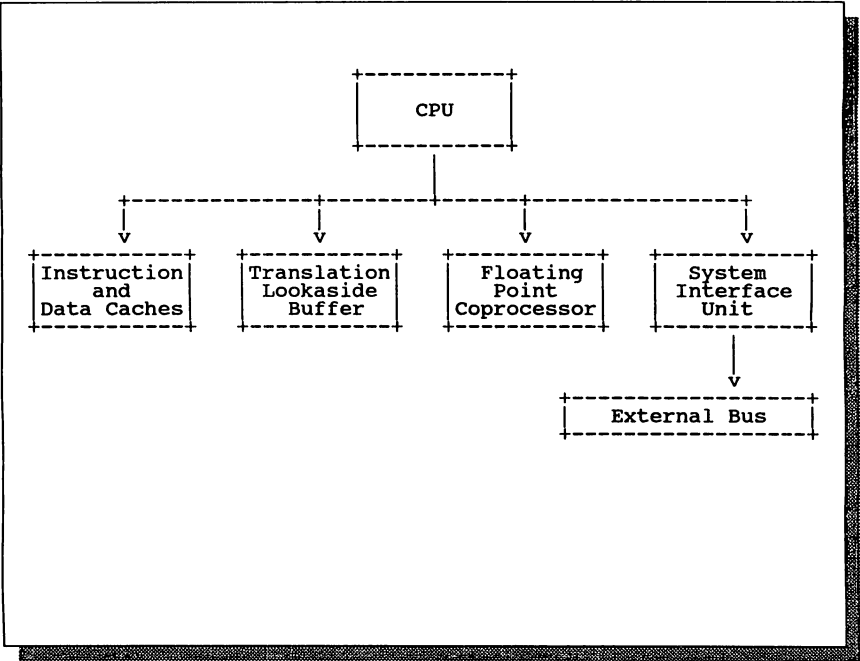 CPU
Instruction
and
Data Caches
Translation
Lookaside
Buffer
Floating
Point
Coprocessor
System
Interface
Unit
External Bus